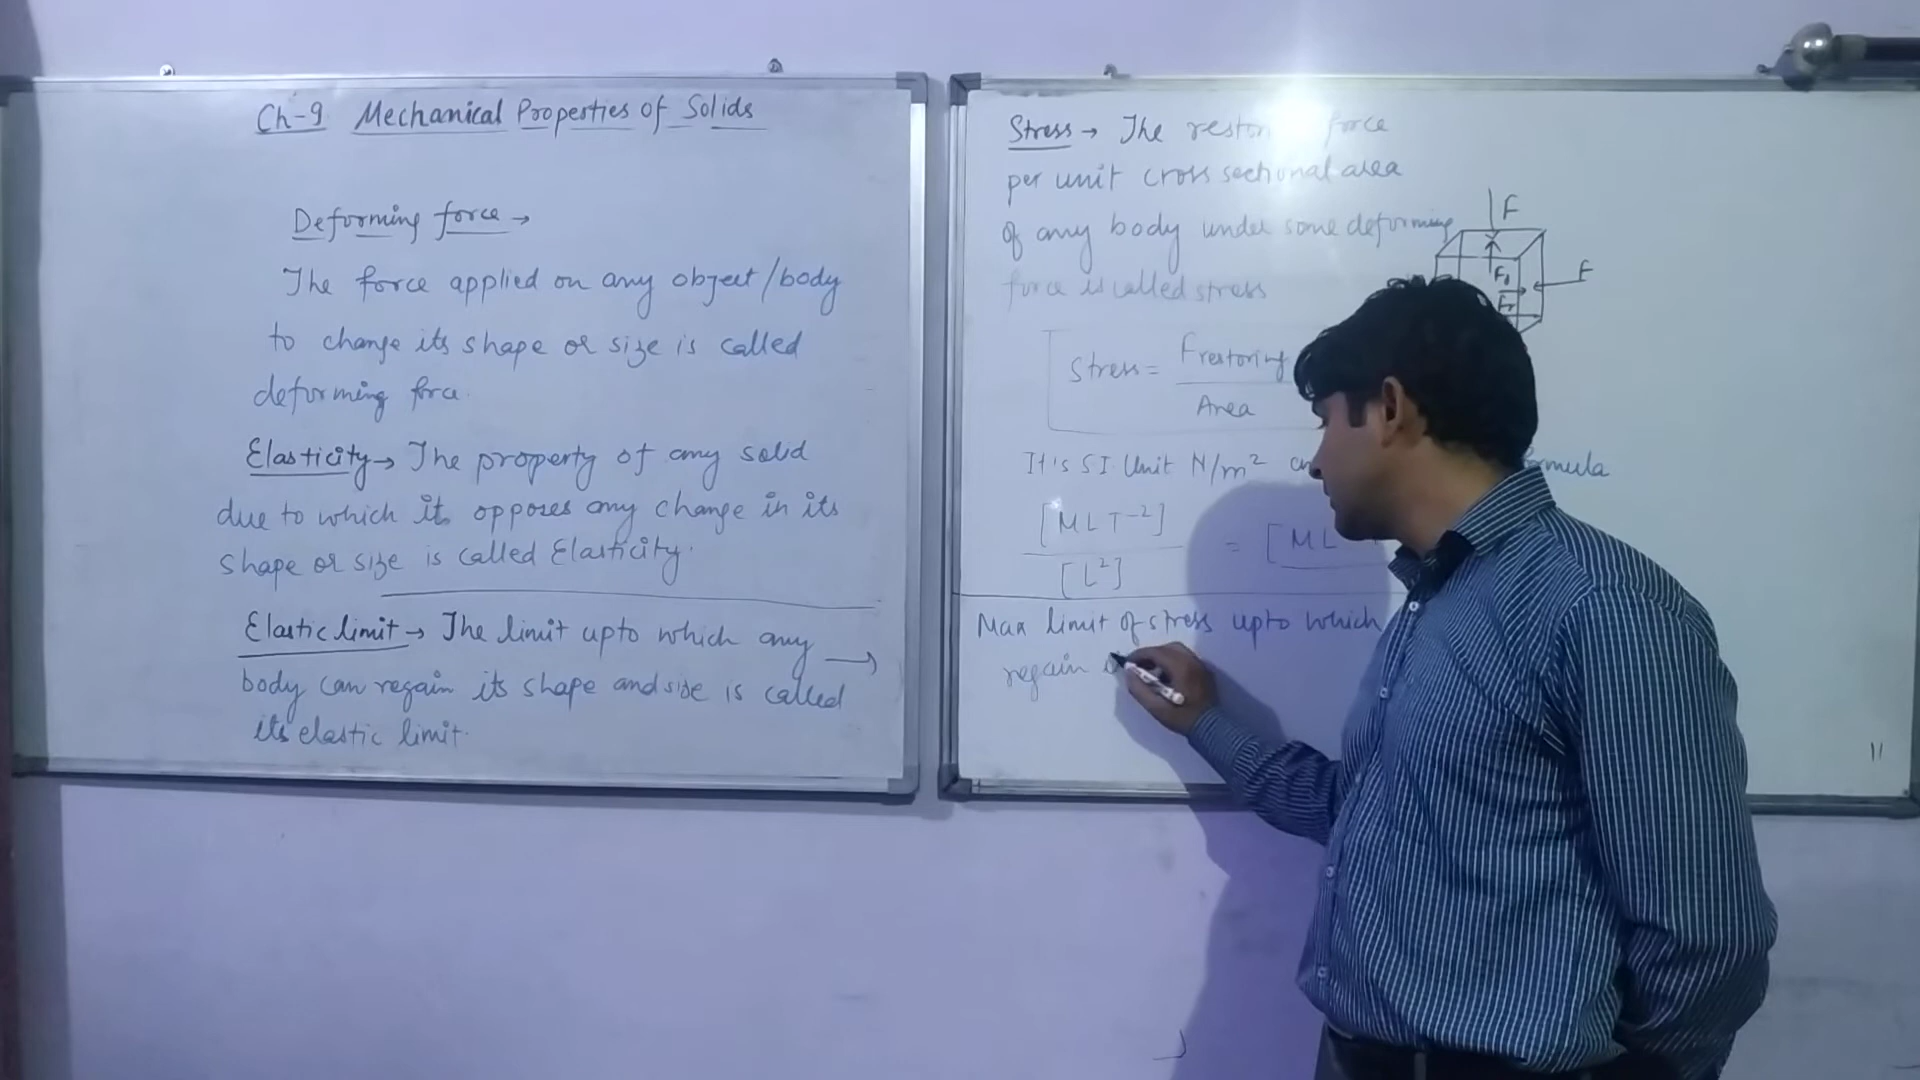 Ch-9 Mechanical Properties of Solids
Deforming force →
The force applied on any object/body
to change its shape or size is called
deforming force.
Elasticity → The property of any solid
due to which it opposes any change in its
shape or size is called Elasticity.
Elastic limit → The limit upto which any →
body can regain its shape and size is called
its elastic limit.
Stress → The force
per unit cross sectional area
of any body under some deforming
force is called stress
F
F
Stress = Frestoring
Area
It's S.I. Unit N/m²
[MLT⁻²]
= [ML
[L²]
Max limit of stress upto which
regain